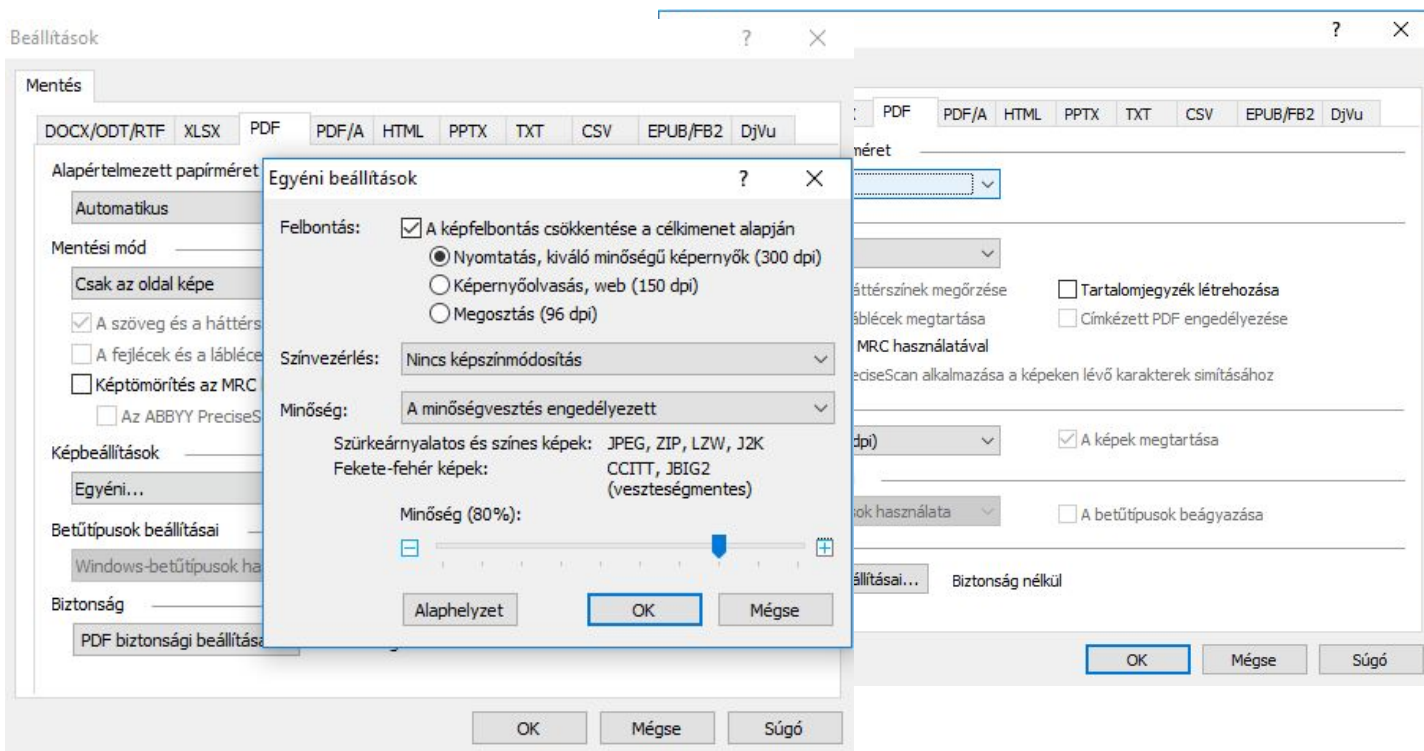 Beállítások
Mentés
DOCX/ODT/RTF XLSX PDF PDF/A HTML PPTX TXT CSV EPUB/FB2 DjVu
Alapértelmezett papírméret
Automatikus
Mentési mód
Csak az oldal képe
A szöveg és a háttérs
A fejlécek és a lábléce
Képtömörítés az MRC
Az ABBYY PreciseS
Képbeállítások
Egyéni...
Betűtípusok beállításai
Windows-betűtípusok ha
Biztonság
PDF biztonsági beállítása
OK Mégse Súgó
Egyéni beállítások
Felbontás: A képfelbontás csökkentése a célkimenet alapján
Nyomtatás, kiváló minőségű képernyők (300 dpi)
Képernyőolvasás, web (150 dpi)
Megosztás (96 dpi)
Színvezérlés: Nincs képszínmódosítás
Minőség: A minőségvesztés engedélyezett
Szürkeárnyalatos és színes képek: JPEG, ZIP, LZW, J2K
Fekete-fehér képek: CCITT, JBIG2
(veszteségmentes)
Minőség (80%):
Alaphelyzet OK Mégse
PDF PDF/A HTML PPTX TXT CSV EPUB/FB2 DjVu
méret
áttérszínek megőrzése Tartalomjegyzék létrehozása
áblécek megtartása Címkézett PDF engedélyezése
MRC használatával
eciseScan alkalmazása a képeken lévő karakterek simításához
dpi) A képek megtartása
sok használata A betűtípusok beágyazása
állításai... Biztonság nélkül
OK Mégse Súgó